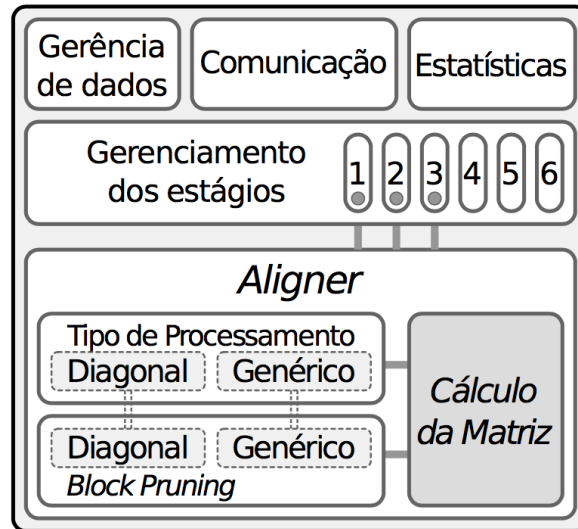 Gerência
de dados
Comunicação
Estatísticas
Gerenciamento
dos estágios
1 2 3 4 5 6
Aligner
Tipo de Processamento
Diagonal Genérico
Diagonal Genérico
Block Pruning
Cálculo
da Matriz